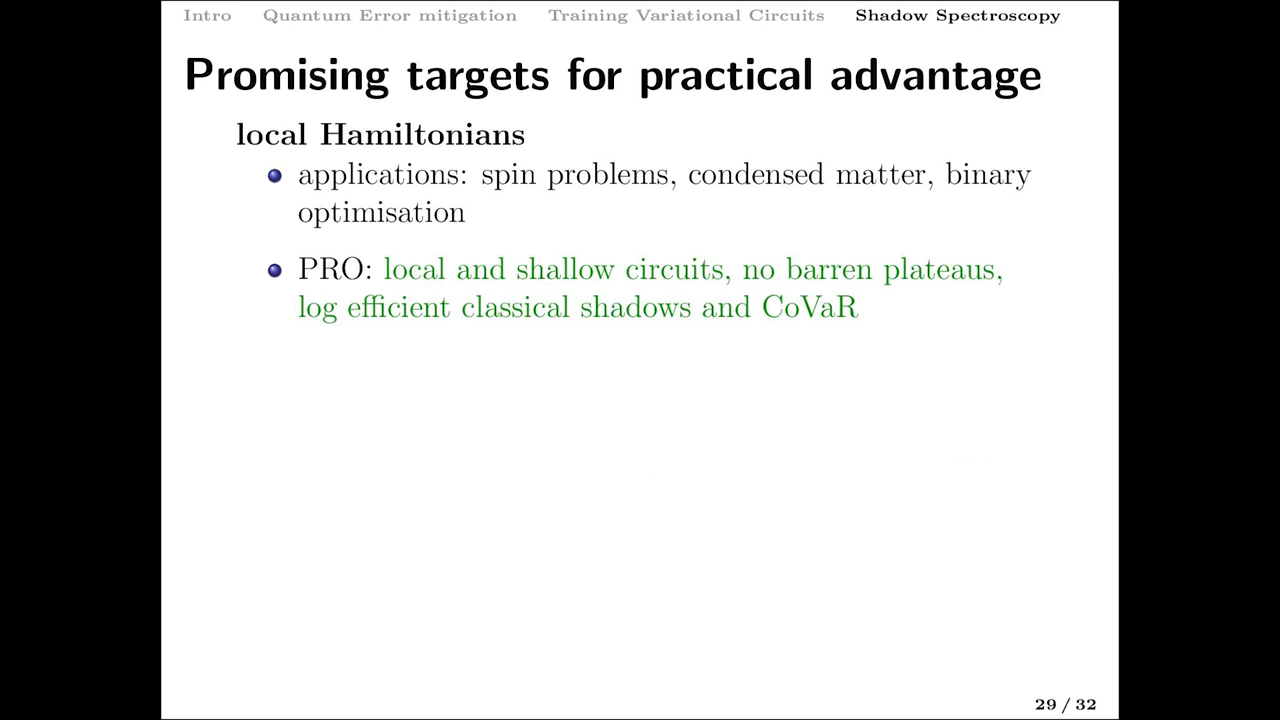 Intro Quantum Error mitigation Training Variational Circuits Shadow Spectroscopy
Promising targets for practical advantage
local Hamiltonians
applications: spin problems, condensed matter, binary
optimisation
PRO: local and shallow circuits, no barren plateaus,
log efficient classical shadows and CoVaR
29 / 32